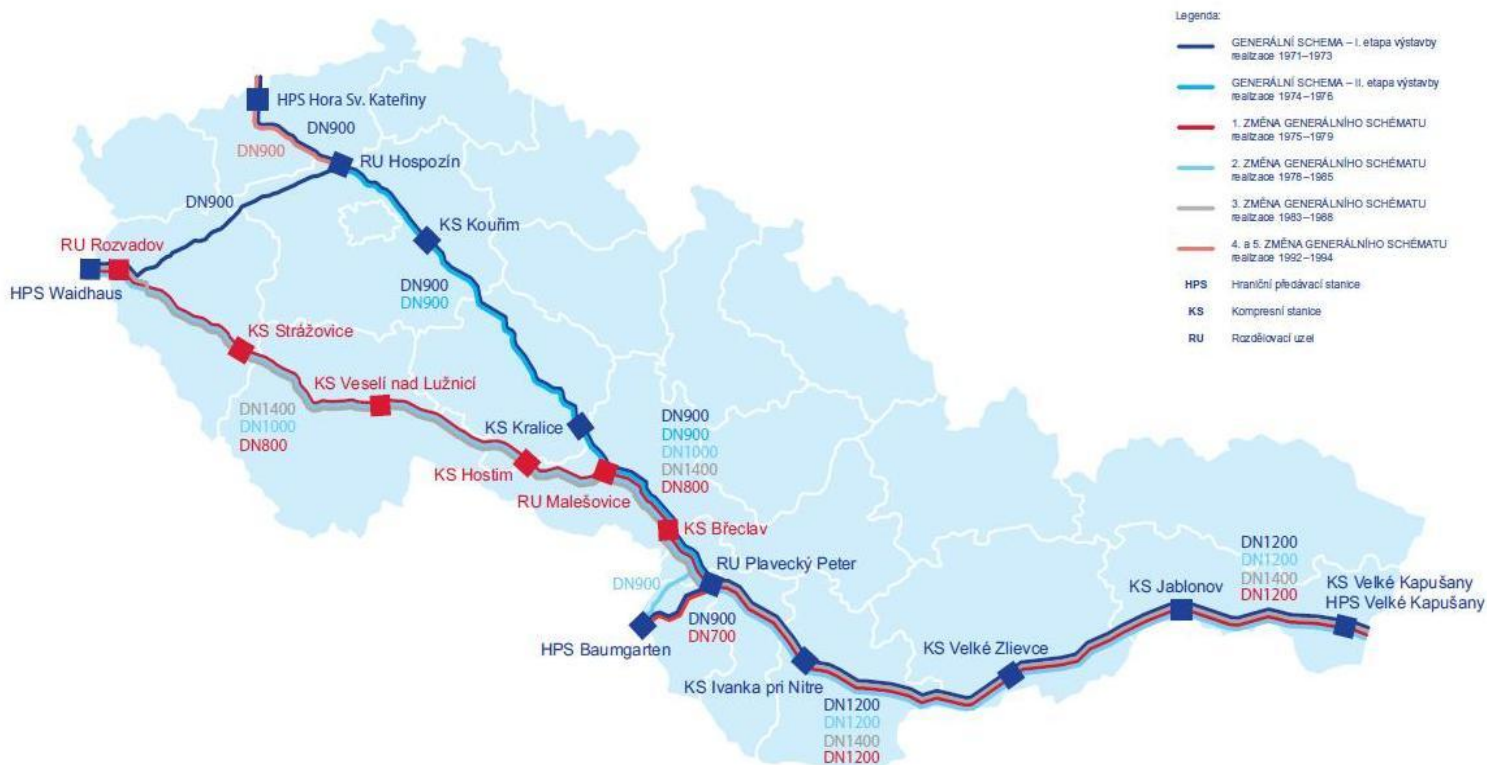 Legenda:
GENERÁLNÍ SCHEMA – I. etapa výstavby
realizace 1971–1973
GENERÁLNÍ SCHEMA – II. etapa výstavby
realizace 1974–1976
1. ZMĚNA GENERÁLNÍHO SCHÉMATU
realizace 1975–1979
2. ZMĚNA GENERÁLNÍHO SCHÉMATU
realizace 1978–1985
3. ZMĚNA GENERÁLNÍHO SCHÉMATU
realizace 1983–1988
4. a 5. ZMĚNA GENERÁLNÍHO SCHÉMATU
realizace 1992–1994
HPS Hraniční předávací stanice
KS Kompresní stanice
RU Rozdělovací uzel
HPS Hora Sv. Kateřiny
DN900
DN900
RU Hospozín
DN900
KS Kouřim
RU Rozvadov
HPS Waidhaus
DN900
DN900
KS Strážovice
KS Veselí nad Lužnicí
DN1400
DN1000
DN800
KS Kralice
DN900
DN900
DN1000
DN1400
DN800
KS Hostim
RU Malešovice
KS Břeclav
RU Plavecký Peter
DN900
DN900
DN700
HPS Baumgarten
KS Ivanka pri Nitre
DN1200
DN1200
DN1400
DN1200
KS Velké Zlievce
KS Jablonov
DN1200
DN1200
DN1400
DN1200
KS Velké Kapušany
HPS Velké Kapušany